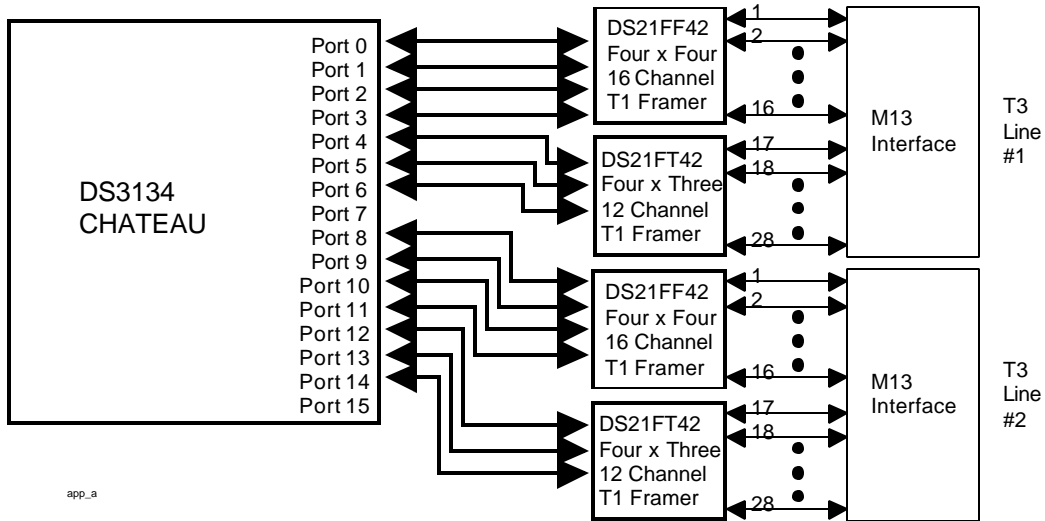 DS3134
CHATEAU
Port 0
Port 1
Port 2
Port 3
Port 4
Port 5
Port 6
Port 7
Port 8
Port 9
Port 10
Port 11
Port 12
Port 13
Port 14
Port 15
DS21FF42
Four x Four
16 Channel
T1 Framer
1
2
16
DS21FT42
Four x Three
12 Channel
T1 Framer
17
18
28
M13
Interface
T3
Line
#1
DS21FF42
Four x Four
16 Channel
T1 Framer
1
2
16
DS21FT42
Four x Three
12 Channel
T1 Framer
17
18
28
M13
Interface
T3
Line
#2
app_a